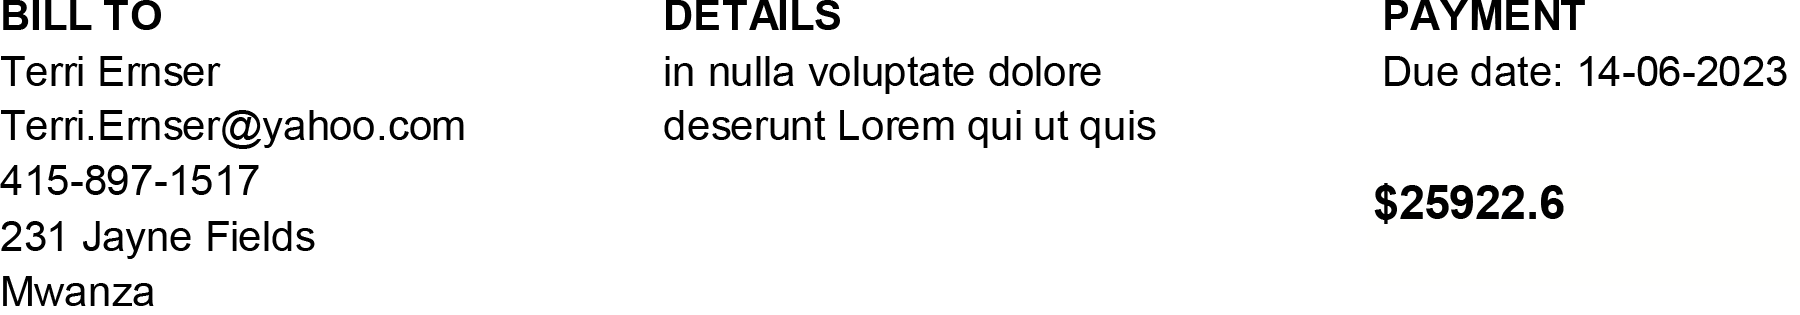 BILL TO
Terri Ernser
Terri.Ernser@yahoo.com
415-897-1517
231 Jayne Fields
Mwanza
DETAILS
in nulla voluptate dolore
deserunt Lorem qui ut quis
PAYMENT
Due date: 14-06-2023
$25922.6